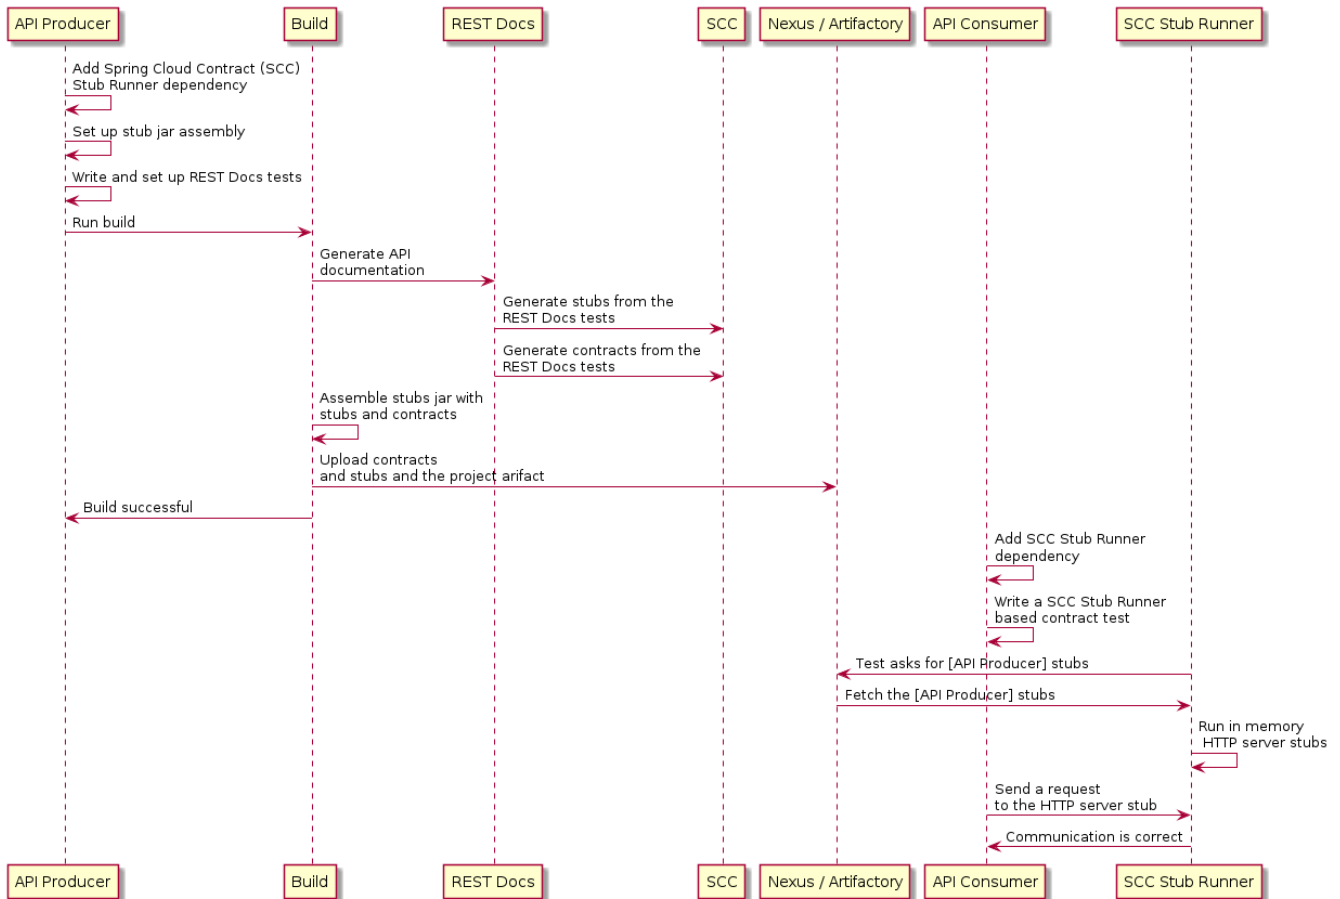 API Producer
Build
REST Docs
SCC
Nexus / Artifactory
API Consumer
SCC Stub Runner
Add Spring Cloud Contract (SCC)
Stub Runner dependency
Set up stub jar assembly
Write and set up REST Docs tests
Run build
Generate API
documentation
Generate stubs from the
REST Docs tests
Generate contracts from the
REST Docs tests
Assemble stubs jar with
stubs and contracts
Upload contracts
and stubs and the project arifact
Build successful
Add SCC Stub Runner
dependency
Write a SCC Stub Runner
based contract test
Test asks for [API Producer] stubs
Fetch the [API Producer] stubs
Run in memory
HTTP server stubs
Send a request
to the HTTP server stub
Communication is correct
API Producer
Build
REST Docs
SCC
Nexus / Artifactory
API Consumer
SCC Stub Runner